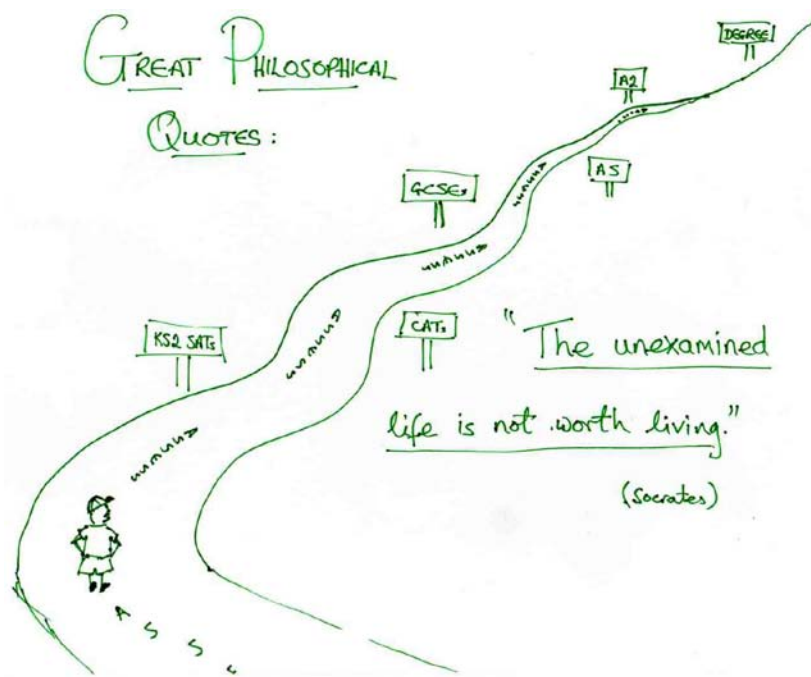 GREAT PHILOSOPHICAL
QUOTES:
DEGREE
A2
AS
GCSEs
KS2 SATs
CATs
"The unexamined
life is not worth living."
(Socrates)